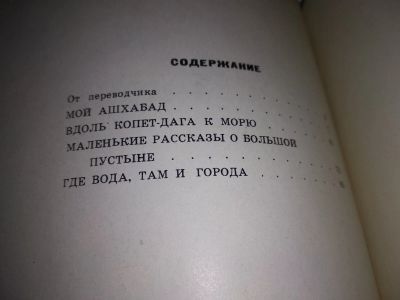 СОДЕРЖАНИЕ
От переводчика . . . . . . . . . .
МОЙ АШХАБАД . . . . . . . . .
ВДОЛЬ КОПЕТ-ДАГА К МОРЮ . . . .
МАЛЕНЬКИЕ РАССКАЗЫ О БОЛЬШОЙ
ПУСТЫНЕ . . . . . . . . .
ГДЕ ВОДА, ТАМ И ГОРОДА . . . . .